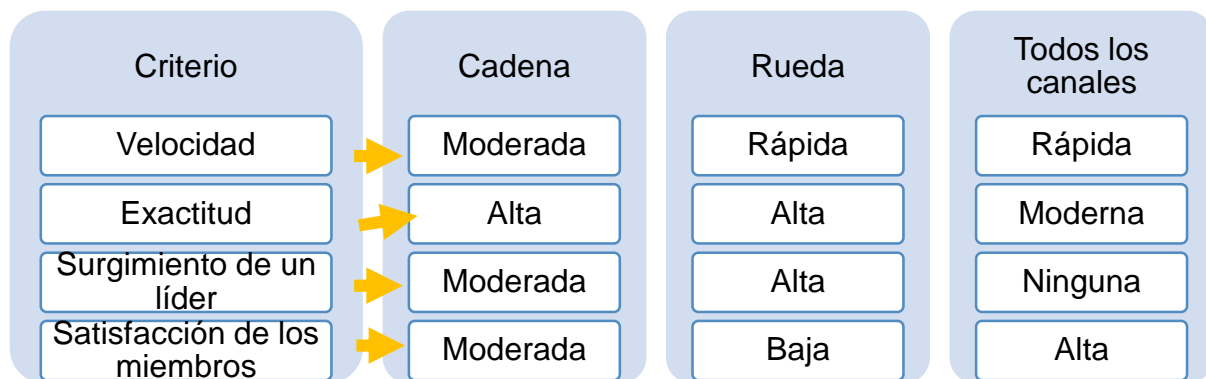 Criterio
Velocidad
Exactitud
Surgimiento de un
líder
Satisfacción de los
miembros
Cadena
Moderada
Alta
Moderada
Moderada
Rueda
Rápida
Alta
Alta
Baja
Todos los
canales
Rápida
Moderna
Ninguna
Alta